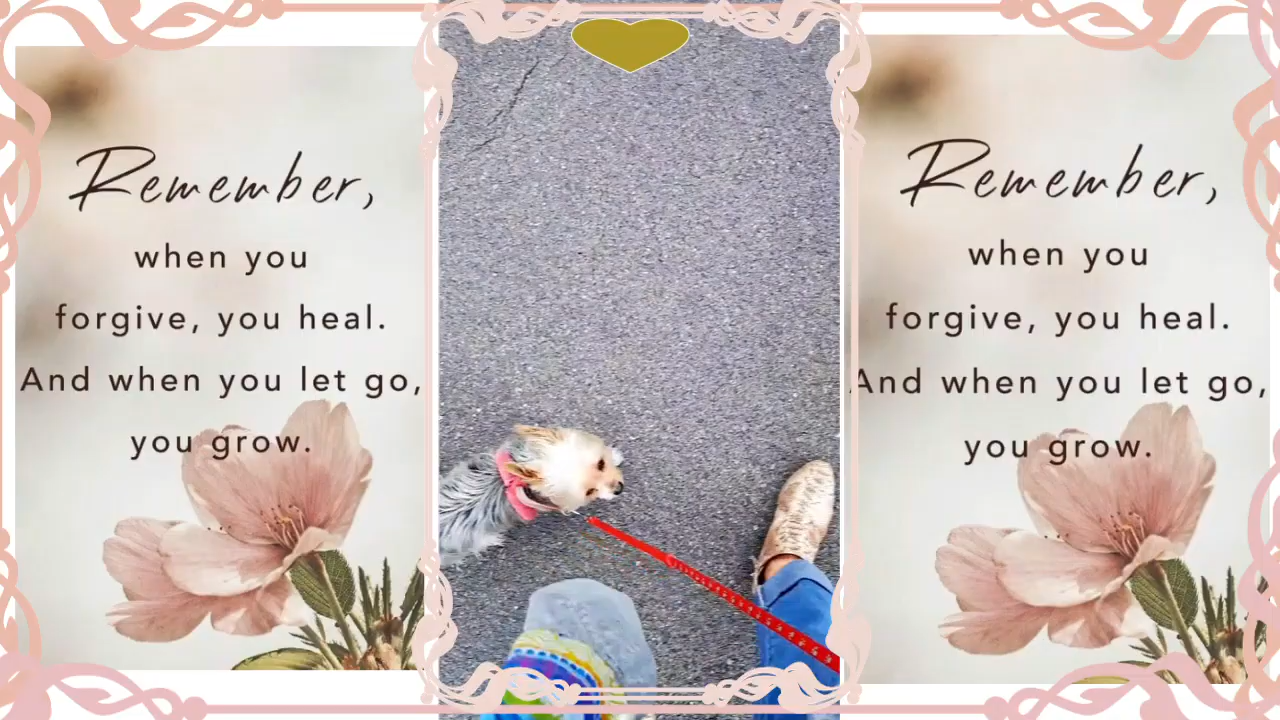 Remember,
when you
forgive, you heal.
And when you let go,
you grow.
Remember,
when you
forgive, you heal.
And when you let go,
you grow.